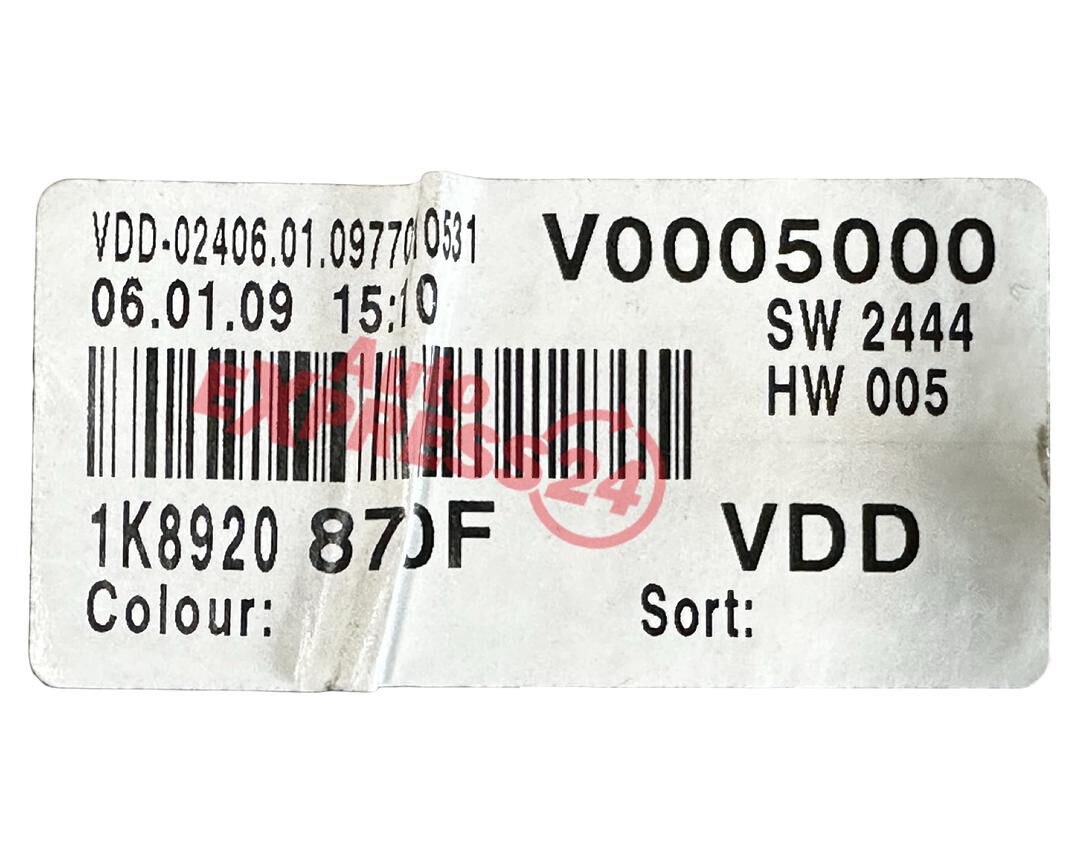 VDD-02406.01.0977010531
V0005000
06.01.09 15:10
SW 2444
HW 005
Auto
EXPRESS24
1K8920 870F
VDD
Colour:
Sort: